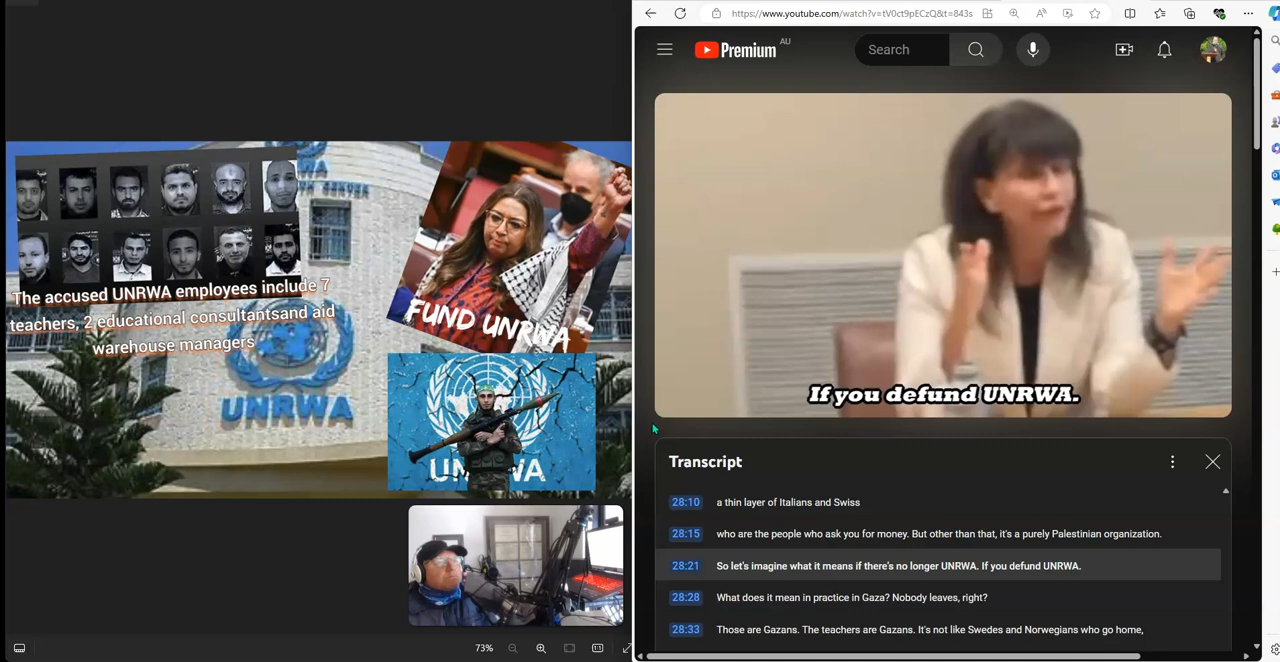 https://www.youtube.com/watch?v=tV0ct9pECzQ&t=843s
Premium AU
Search
The accused UNRWA employees include 7
teachers, 2 educational consultantsand aid
warehouse managers
UNRWA
FUND UNRWA
If you defund UNRWA.
Transcript
28:10 a thin layer of Italians and Swiss
28:15 who are the people who ask you for money. But other than that, it's a purely Palestinian organization.
28:21 So let's imagine what it means if there's no longer UNRWA. If you defund UNRWA.
28:28 What does it mean in practice in Gaza? Nobody leaves, right?
28:33 Those are Gazans. The teachers are Gazans. It's not like Swedes and Norwegians who go home,
73%